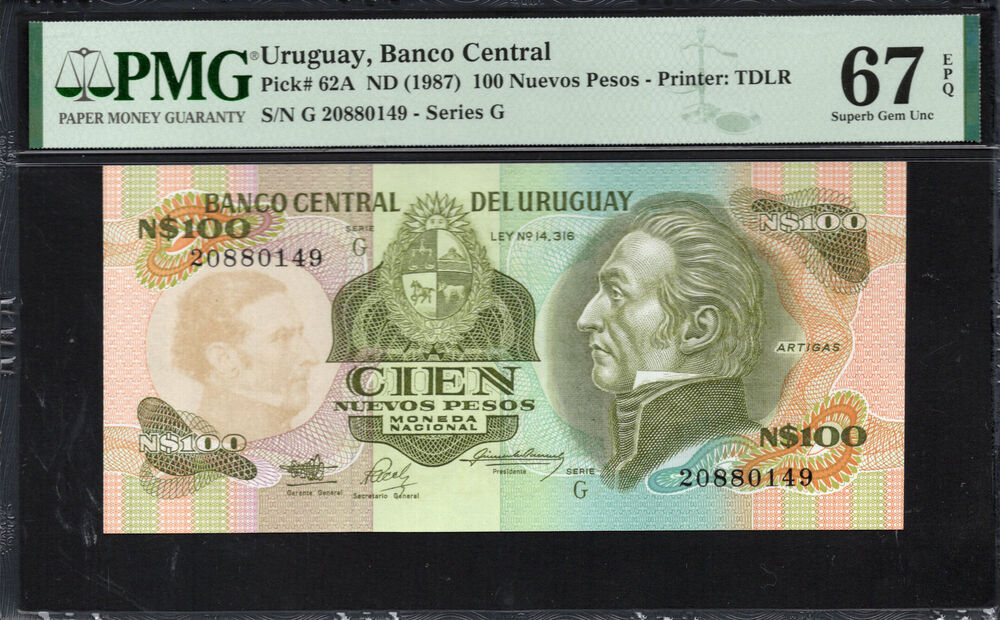 PMG®
PAPER MONEY GUARANTY
Uruguay, Banco Central
Pick# 62A ND (1987) 100 Nuevos Pesos - Printer: TDLR
S/N G 20880149 - Series G
67
EPQ
Superb Gem Unc
BANCO CENTRAL DEL URUGUAY
N$100
SERIE
G
LEY Nº 14.316
N$100
20880149
ARTIGAS
CIEN
NUEVOS PESOS
MONEDA
NACIONAL
N$100
N$100
Gerente General
Secretario General
Presidente
SERIE
G
20880149